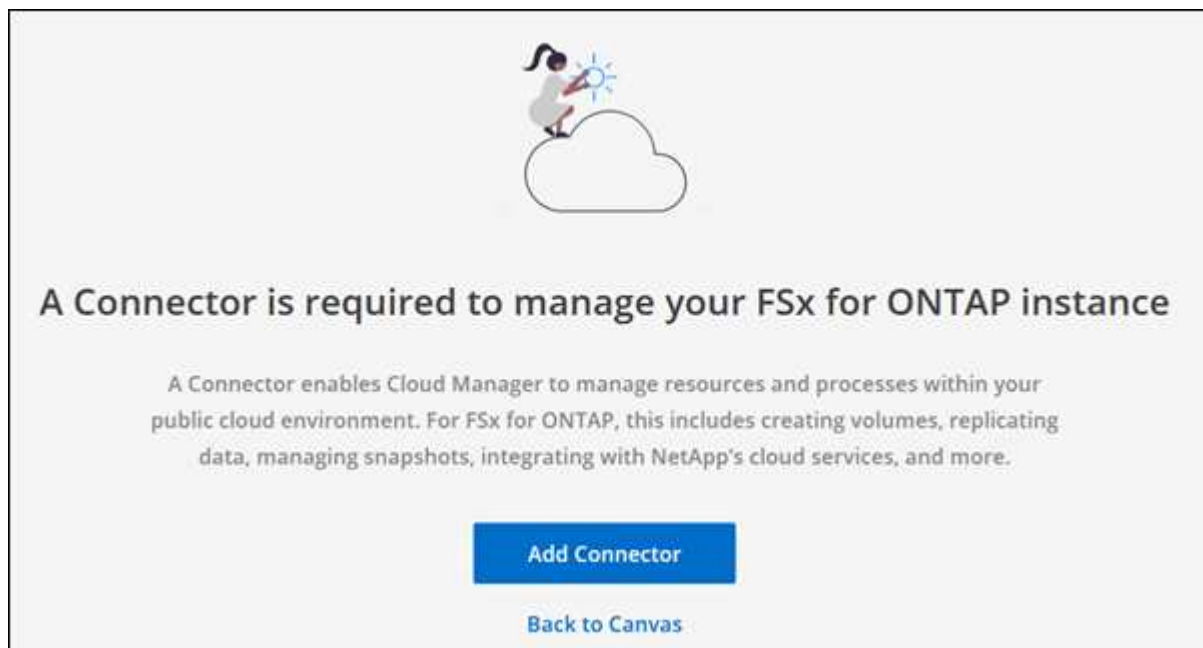 A Connector is required to manage your FSx for ONTAP instance
A Connector enables Cloud Manager to manage resources and processes within your
public cloud environment. For FSx for ONTAP, this includes creating volumes, replicating
data, managing snapshots, integrating with NetApp's cloud services, and more.
Add Connector
Back to Canvas